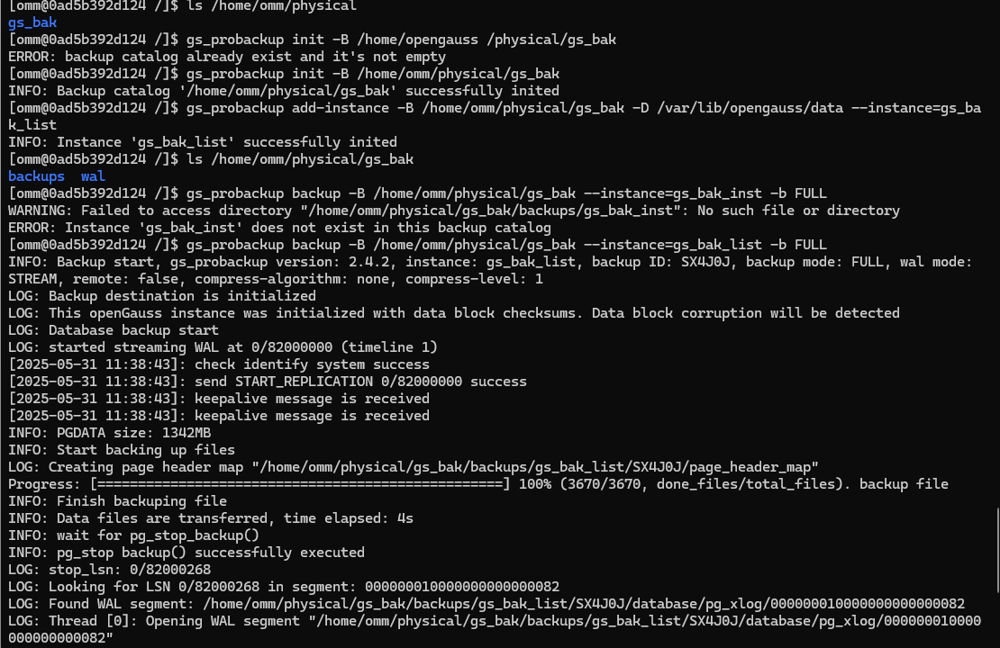 [omm@0ad5b392d124 /]$ ls /home/omm/physical
gs_bak
[omm@0ad5b392d124 /]$ gs_probackup init -B /home/opengauss /physical/gs_bak
ERROR: backup catalog already exist and it's not empty
[omm@0ad5b392d124 /]$ gs_probackup init -B /home/omm/physical/gs_bak
INFO: Backup catalog '/home/omm/physical/gs_bak' successfully inited
[omm@0ad5b392d124 /]$ gs_probackup add-instance -B /home/omm/physical/gs_bak -D /var/lib/opengauss/data --instance=gs_ba
k_list
INFO: Instance 'gs_bak_list' successfully inited
[omm@0ad5b392d124 /]$ ls /home/omm/physical/gs_bak
backups  wal
[omm@0ad5b392d124 /]$ gs_probackup backup -B /home/omm/physical/gs_bak --instance=gs_bak_inst -b FULL
WARNING: Failed to access directory "/home/omm/physical/gs_bak/backups/gs_bak_inst": No such file or directory
ERROR: Instance 'gs_bak_inst' does not exist in this backup catalog
[omm@0ad5b392d124 /]$ gs_probackup backup -B /home/omm/physical/gs_bak --instance=gs_bak_list -b FULL
INFO: Backup start, gs_probackup version: 2.4.2, instance: gs_bak_list, backup ID: SX4J0J, backup mode: FULL, wal mode:
STREAM, remote: false, compress-algorithm: none, compress-level: 1
LOG: Backup destination is initialized
LOG: This openGauss instance was initialized with data block checksums. Data block corruption will be detected
LOG: Database backup start
LOG: started streaming WAL at 0/82000000 (timeline 1)
[2025-05-31 11:38:43]: check identify system success
[2025-05-31 11:38:43]: send START_REPLICATION 0/82000000 success
[2025-05-31 11:38:43]: keepalive message is received
[2025-05-31 11:38:43]: keepalive message is received
INFO: PGDATA size: 1342MB
INFO: Start backing up files
LOG: Creating page header map "/home/omm/physical/gs_bak/backups/gs_bak_list/SX4J0J/page_header_map"
Progress: [==================================================] 100% (3670/3670, done_files/total_files). backup file
INFO: Finish backuping file
INFO: Data files are transferred, time elapsed: 4s
INFO: wait for pg_stop_backup()
INFO: pg_stop backup() successfully executed
LOG: stop_lsn: 0/82000268
LOG: Looking for LSN 0/82000268 in segment: 000000010000000000000082
LOG: Found WAL segment: /home/omm/physical/gs_bak/backups/gs_bak_list/SX4J0J/database/pg_xlog/000000010000000000000082
LOG: Thread [0]: Opening WAL segment "/home/omm/physical/gs_bak/backups/gs_bak_list/SX4J0J/database/pg_xlog/000000010000
000000000082"